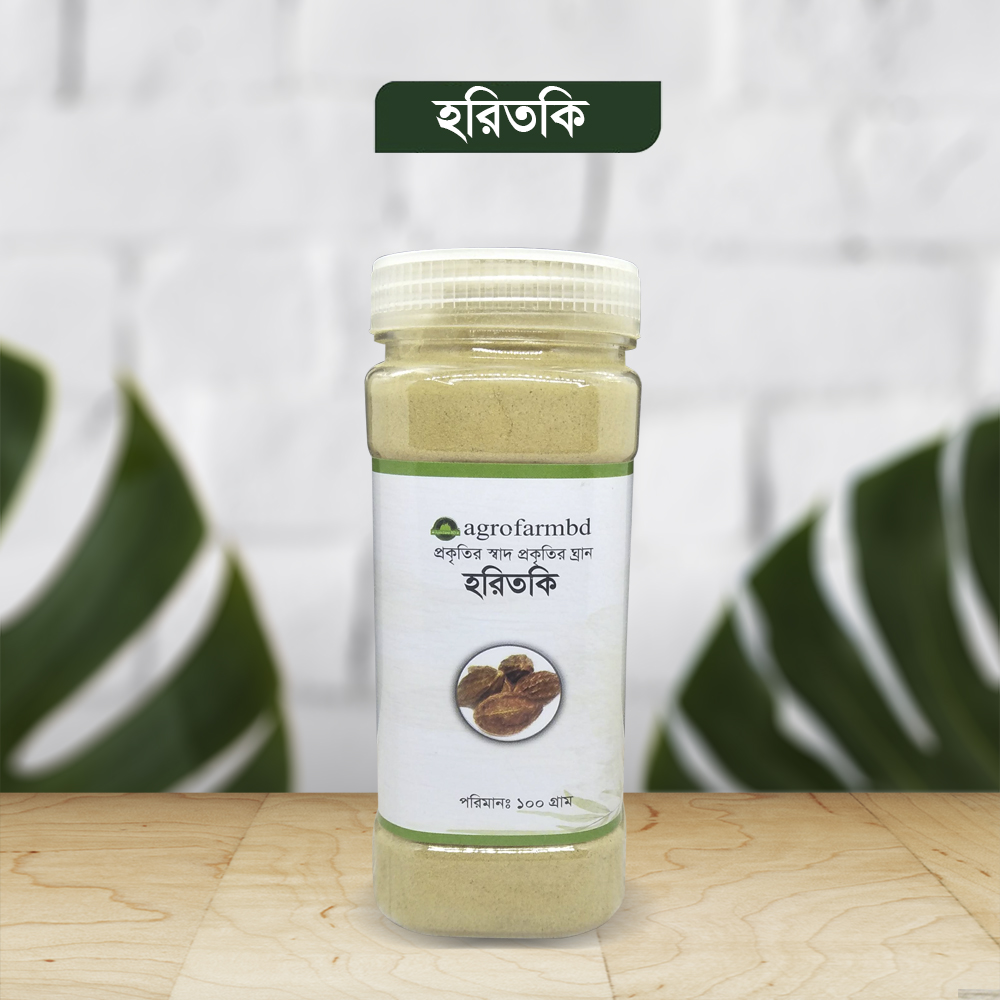 হরিতকি
agrofarmbd
প্রকৃতির স্বাদ প্রকৃতির ঘ্রান
হরিতকি
পরিমানঃ ১০০ গ্রাম